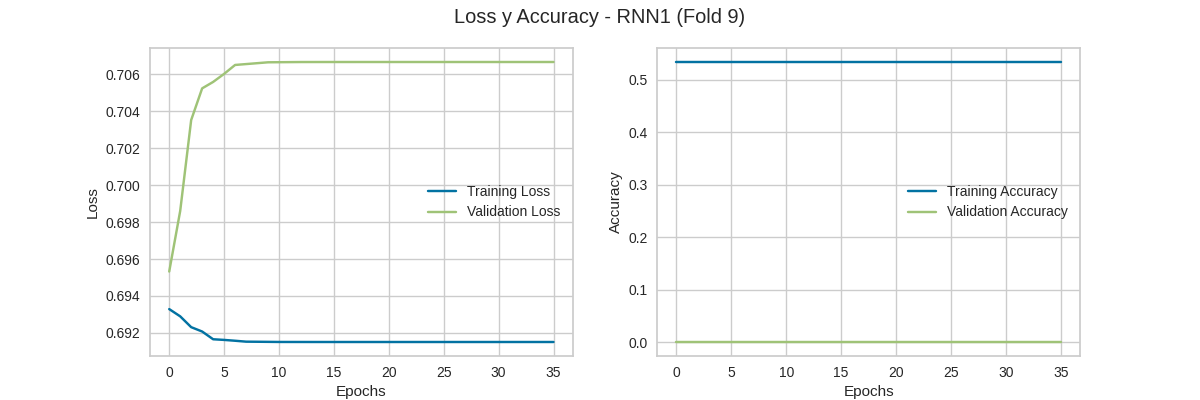 Loss y Accuracy - RNN1 (Fold 9)
0.706
0.704
0.702
0.700
0.698
0.696
0.694
0.692
Loss
Training Loss
Validation Loss
0 5 10 15 20 25 30 35
Epochs
0.5
0.4
0.3
0.2
0.1
0.0
Accuracy
Training Accuracy
Validation Accuracy
0 5 10 15 20 25 30 35
Epochs